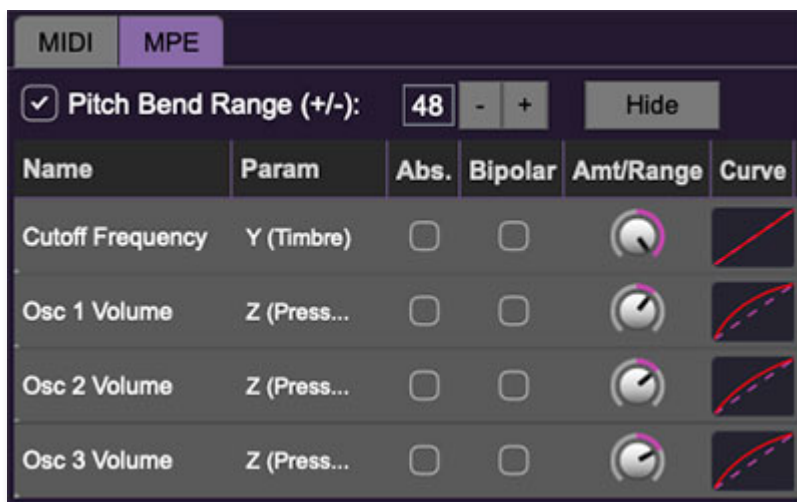 MIDI MPE
Pitch Bend Range (+/-): 48 - + Hide
Name Param Abs. Bipolar Amt/Range Curve
Cutoff Frequency Y (Timbre)
Osc 1 Volume Z (Press...
Osc 2 Volume Z (Press...
Osc 3 Volume Z (Press...